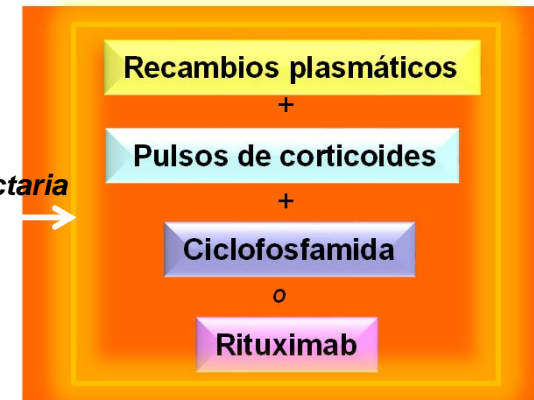 Recambios plasmáticos
+
Pulsos de corticoides
ctaria
+
Ciclofosfamida
o
Rituximab